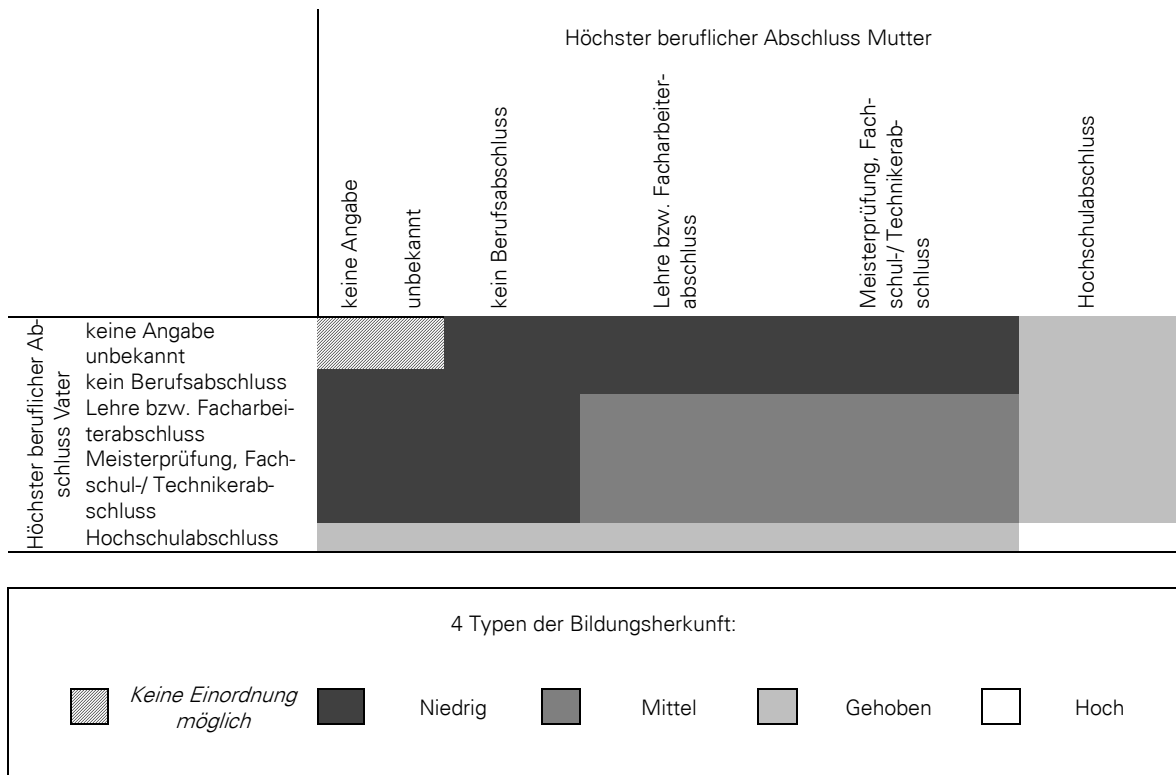 Höchster beruflicher Abschluss Mutter
keine Angabe
unbekannt
kein Berufsabschluss
Lehre bzw. Facharbeiter-
abschluss
Meisterprüfung, Fach-
schul-/ Technikerab-
schluss
Hochschulabschluss
Höchster beruflicher Ab-
schluss Vater
keine Angabe
unbekannt
kein Berufsabschluss
Lehre bzw. Facharbei-
terabschluss
Meisterprüfung, Fach-
schul-/ Technikerab-
schluss
Hochschulabschluss
4 Typen der Bildungsherkunft:
Keine Einordnung
möglich
Niedrig
Mittel
Gehoben
Hoch